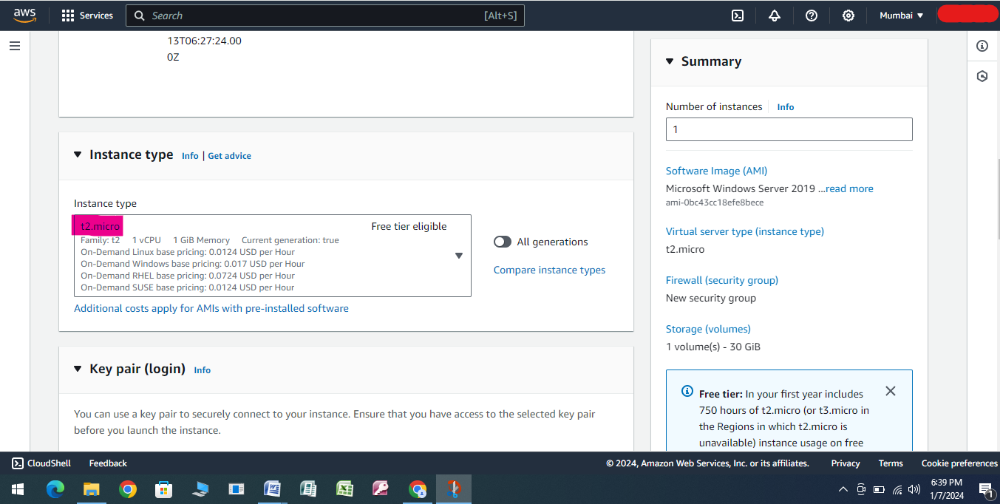 aws
Services
Search
[Alt+S]
Mumbai
13T06:27:24.00
0Z
Instance type Info | Get advice
Instance type
t2.micro Free tier eligible
Family: t2 1 vCPU 1 GiB Memory Current generation: true
On-Demand Linux base pricing: 0.0124 USD per Hour
On-Demand Windows base pricing: 0.017 USD per Hour
On-Demand RHEL base pricing: 0.0724 USD per Hour
On-Demand SUSE base pricing: 0.0124 USD per Hour
All generations
Compare instance types
Additional costs apply for AMIs with pre-installed software
Key pair (login) Info
You can use a key pair to securely connect to your instance. Ensure that you have access to the selected key pair
before you launch the instance.
Summary
Number of instances Info
1
Software Image (AMI)
Microsoft Windows Server 2019 ...read more
ami-0bc43cc18efe8bece
Virtual server type (instance type)
t2.micro
Firewall (security group)
New security group
Storage (volumes)
1 volume(s) - 30 GiB
Free tier: In your first year includes
750 hours of t2.micro (or t3.micro in
the Regions in which t2.micro is
unavailable) instance usage on free
CloudShell Feedback © 2024, Amazon Web Services, Inc. or its affiliates. Privacy Terms Cookie preferences
6:39 PM
1/7/2024
1